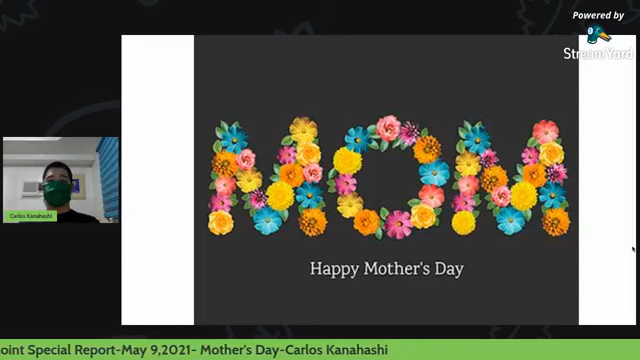 Powered by
StreamYard
MOM
Happy Mother's Day
Carlos Kanahashi
oint Special Report-May 9,2021- Mother's Day-Carlos Kanahashi